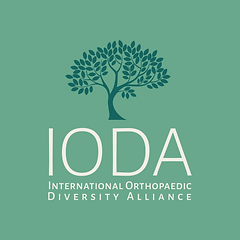 IODA
International Orthopaedic
Diversity Alliance